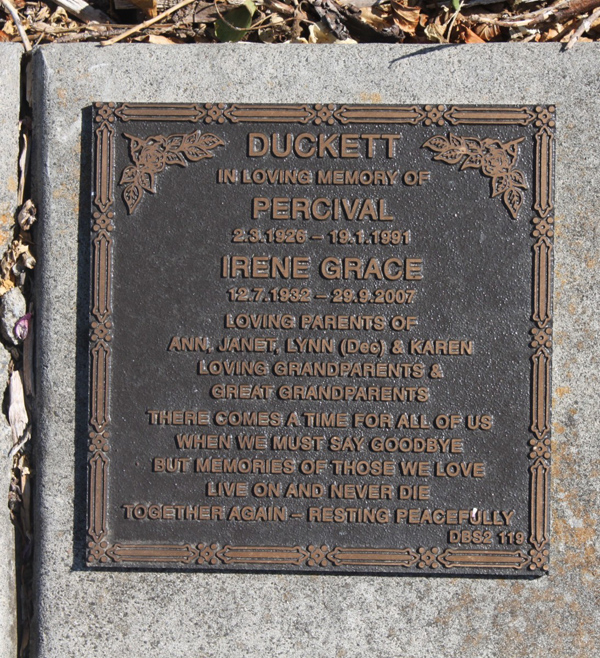 DUCKETT
IN LOVING MEMORY OF
PERCIVAL
2.3.1926 – 19.1.1991
IRENE GRACE
12.7.1932 – 29.9.2007
LOVING PARENTS OF
ANN, JANET, LYNN (Dec) & KAREN
LOVING GRANDPARENTS &
GREAT GRANDPARENTS
THERE COMES A TIME FOR ALL OF US
WHEN WE MUST SAY GOODBYE
BUT MEMORIES OF THOSE WE LOVE
LIVE ON AND NEVER DIE
TOGETHER AGAIN – RESTING PEACEFULLY
DBS2 119